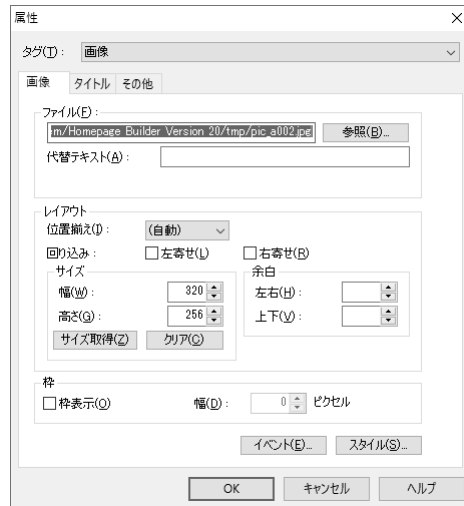 属性
タグ(T): 画像
画像 タイトル その他
ファイル(F):
m/Homepage Builder Version 20/tmp/pic_a002.jpg 参照(B)...
代替テキスト(A):
レイアウト
位置揃え(I): (自動)
回り込み: 左寄せ(L) 右寄せ(R)
サイズ 余白
幅(W): 320 左右(H):
高さ(G): 256 上下(V):
サイズ取得(Z) クリア(C)
枠
枠表示(O) 幅(D): 0 ピクセル
イベント(E)... スタイル(S)...
OK キャンセル ヘルプ